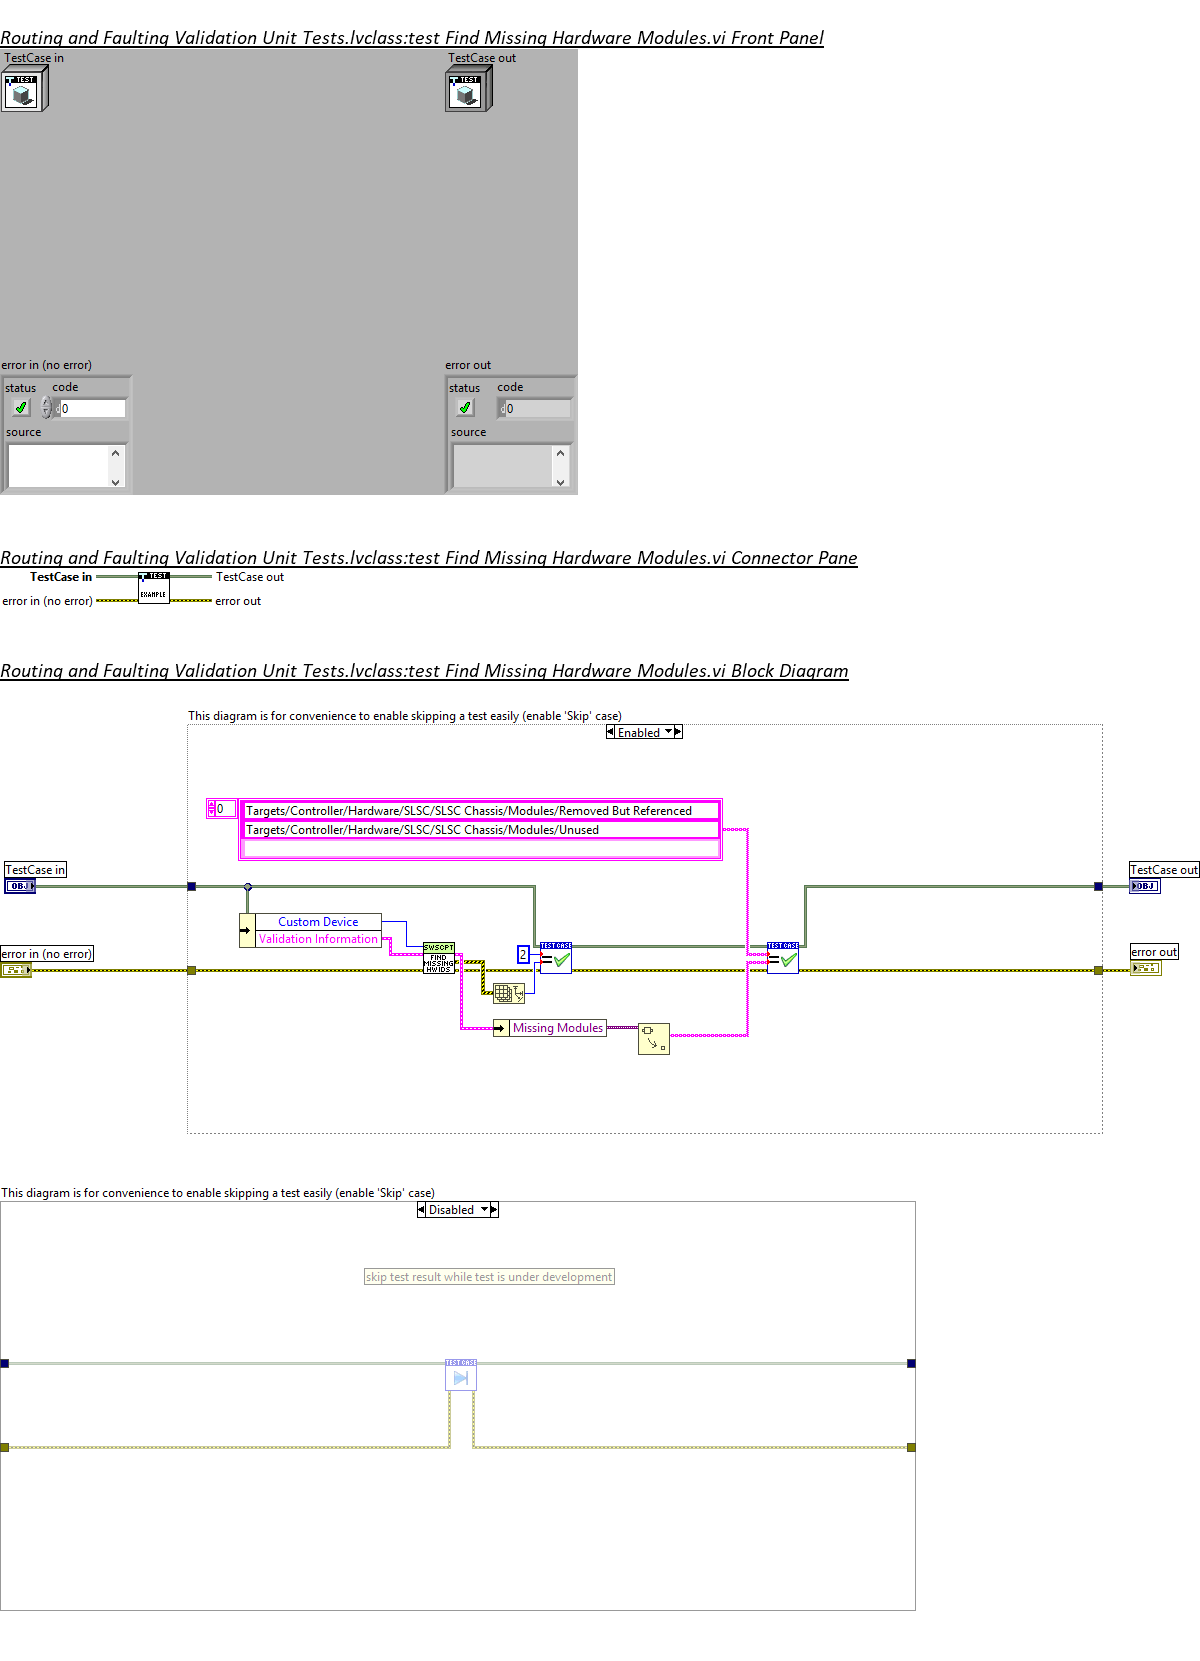 Routing and Faulting Validation Unit Tests.lvclass:test Find Missing Hardware Modules.vi Front Panel
TestCase in
TestCase out
TEST
TEST
error in (no error)
error out
status code
status code
d 0
d 0
source
source
Routing and Faulting Validation Unit Tests.lvclass:test Find Missing Hardware Modules.vi Connector Pane
TestCase in
TEST
TestCase out
error in (no error)
EXAMPLE
error out
Routing and Faulting Validation Unit Tests.lvclass:test Find Missing Hardware Modules.vi Block Diagram
This diagram is for convenience to enable skipping a test easily (enable 'Skip' case)
Enabled
0
Targets/Controller/Hardware/SLSC/SLSC Chassis/Modules/Removed But Referenced
Targets/Controller/Hardware/SLSC/SLSC Chassis/Modules/Unused
TestCase in
OBJ
TestCase out
OBJ
Custom Device
Validation Information
error in (no error)
SWSCPT
FIND
MISSING
HWIDS
2
TEST CASE
TEST CASE
error out
Missing Modules
This diagram is for convenience to enable skipping a test easily (enable 'Skip' case)
Disabled
skip test result while test is under development
TEST CASE